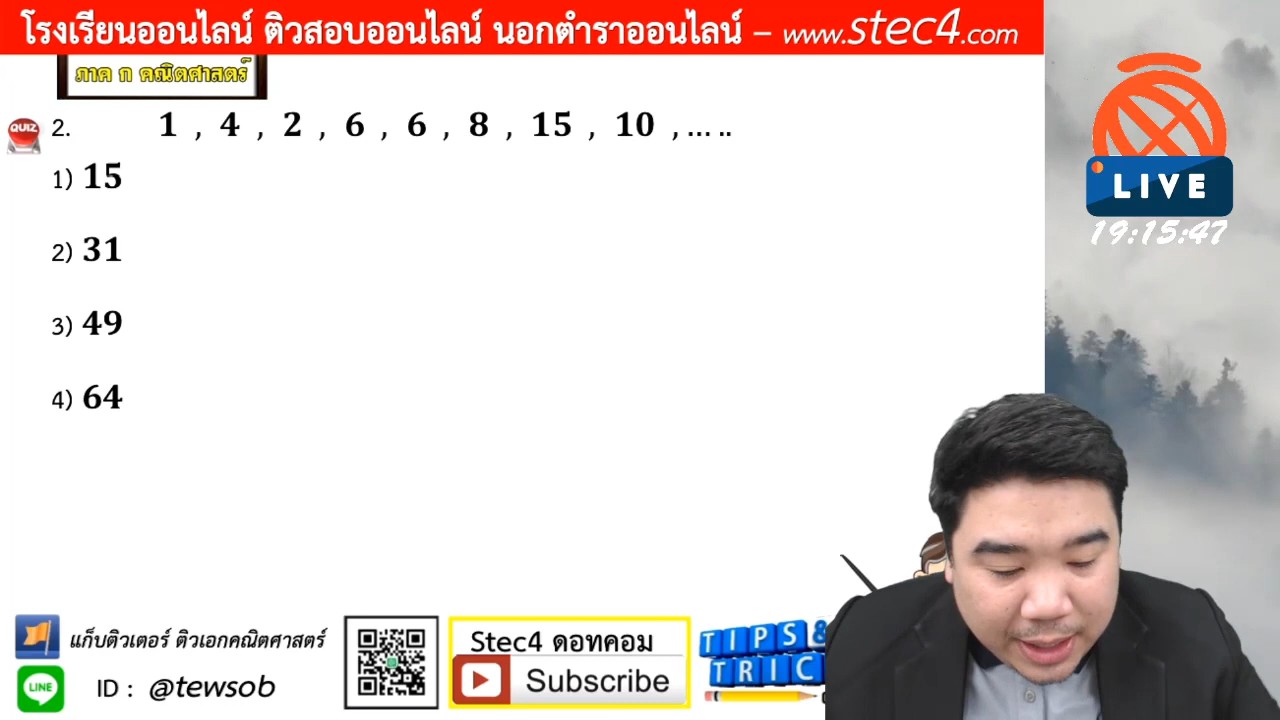 โรงเรียนออนไลน์ ติวสอบออนไลน์ นอกตำราออนไลน์ – www.stec4.com
ภาค ก คณิตศาสตร์
LIVE
19:15:47
QUIZ
2. 1 , 4 , 2 , 6 , 6 , 8 , 15 , 10 , ... ..
1) 15
2) 31
3) 49
4) 64
แก็บติวเตอร์ ติวเอกคณิตศาสตร์
LINE
ID : @tewsob
Stec4 ดอทคอม
Subscribe
TIPS &